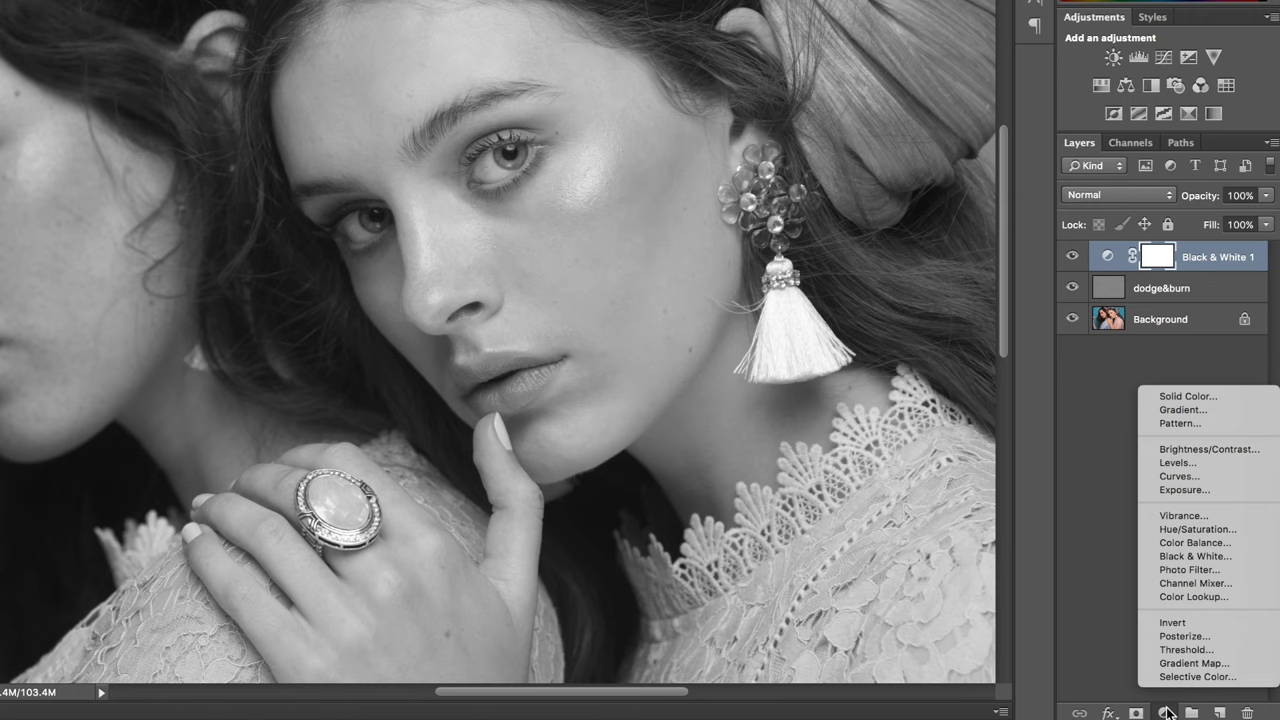 Adjustments Styles
Add an adjustment
Layers Channels Paths
Kind
Normal Opacity: 100%
Lock: Fill: 100%
Black & White 1
dodge&burn
Background
Solid Color...
Gradient...
Pattern...
Brightness/Contrast...
Levels...
Curves...
Exposure...
Vibrance...
Hue/Saturation...
Color Balance...
Black & White...
Photo Filter...
Channel Mixer...
Color Lookup...
Invert
Posterize...
Threshold...
Gradient Map...
Selective Color...
.4M/103.4M
fx